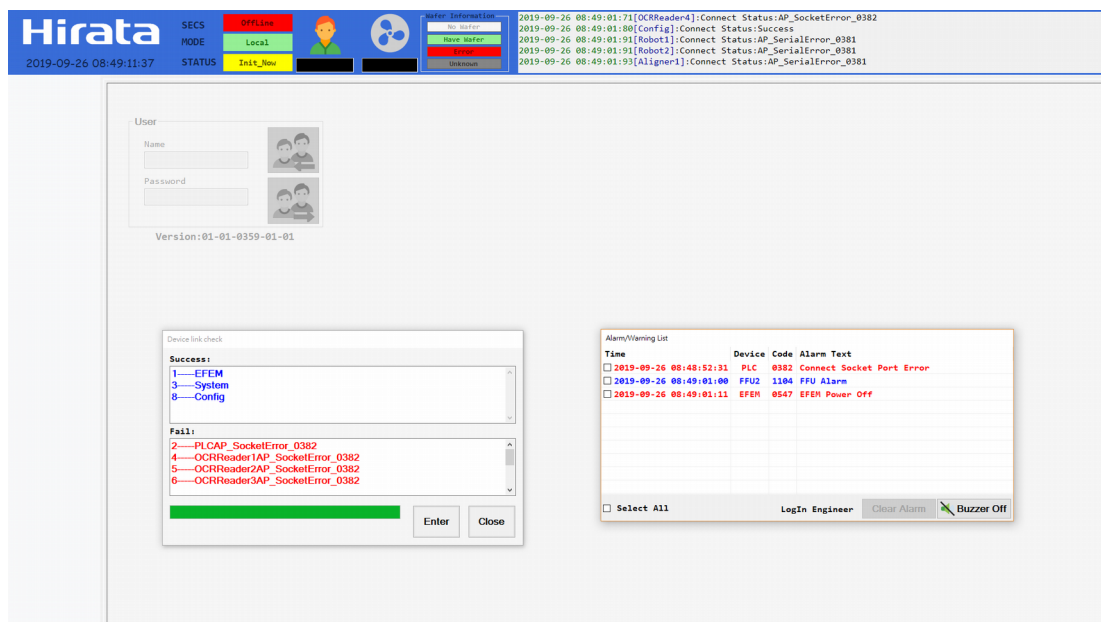 Hirata
2019-09-26 08:49:11:37
SECS OffLine
MODE Local
STATUS Init_Now
Wafer Information
No Wafer
Have Wafer
Error
Unknown
2019-09-26 08:49:01:71[OCRReader4]:Connect Status:AP_SocketError_0382
2019-09-26 08:49:01:80[Config]:Connect Status:Success
2019-09-26 08:49:01:91[Robot1]:Connect Status:AP_SerialError_0381
2019-09-26 08:49:01:91[Robot2]:Connect Status:AP_SerialError_0381
2019-09-26 08:49:01:93[Aligner1]:Connect Status:AP_SerialError_0381
User
Name
Password
Version:01-01-0359-01-01
Device link check
Success:
1-----EFEM
3-----System
8-----Config
Fail:
2-----PLCAP_SocketError_0382
4-----OCRReader1AP_SocketError_0382
5-----OCRReader2AP_SocketError_0382
6-----OCRReader3AP_SocketError_0382
Enter Close
Alarm/Warning List
Time Device Code Alarm Text
2019-09-26 08:48:52:31 PLC 0382 Connect Socket Port Error
2019-09-26 08:49:01:00 FFU2 1104 FFU Alarm
2019-09-26 08:49:01:11 EFEM 0547 EFEM Power Off
Select All LogIn Engineer Clear Alarm Buzzer Off